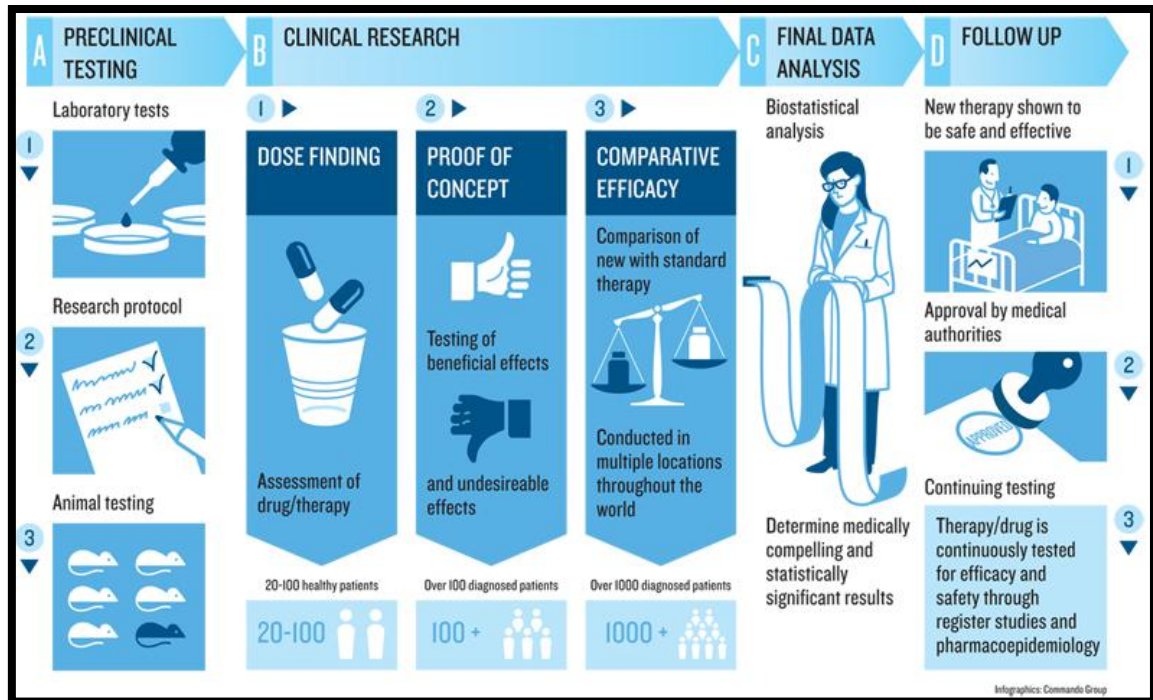 A
PRECLINICAL
TESTING
Laboratory tests
1
Research protocol
2
Animal testing
3
B
CLINICAL RESEARCH
1
DOSE FINDING
Assessment of
drug/therapy
20-100 healthy patients
20-100
2
PROOF OF
CONCEPT
Testing of
beneficial effects
and undesireable
effects
Over 100 diagnosed patients
100 +
3
COMPARATIVE
EFFICACY
Comparison of
new with standard
therapy
Conducted in
multiple locations
throughout the
world
Over 1000 diagnosed patients
1000 +
C
FINAL DATA
ANALYSIS
Biostatistical
analysis
Determine medically
compelling and
statistically
significant results
D
FOLLOW UP
New therapy shown to
be safe and effective
1
Approval by medical
authorities
2
APPROVED
Continuing testing
3
Therapy/drug is
continuously tested
for efficacy and
safety through
register studies and
pharmacoepidemiology
Infographics: Commando Group